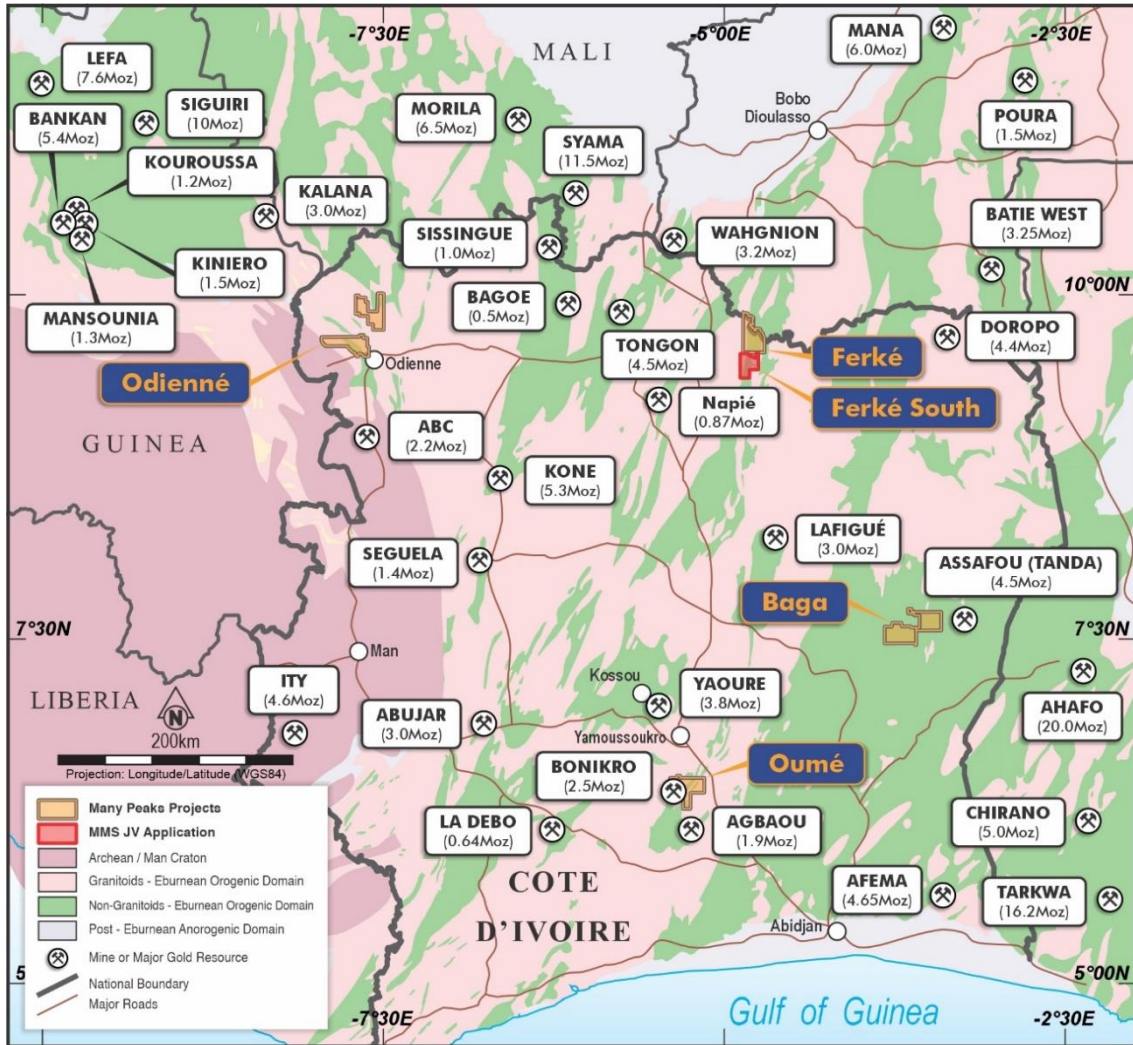 -7°30E
-5°00E
-2°30E
MALI
MANA
(6.0Moz)
LEFA
(7.6Moz)
BANKAN
(5.4Moz)
SIGUIRI
(10Moz)
MORILA
(6.5Moz)
Bobo
Dioulasso
POURA
(1.5Moz)
SYAMA
(11.5Moz)
KOUROUSSA
(1.2Moz)
KALANA
(3.0Moz)
SISSINGUE
(1.0Moz)
WAHGNION
(3.2Moz)
BATIE WEST
(3.25Moz)
KINIERO
(1.5Moz)
BAGOE
(0.5Moz)
10°00N
MANSOUNIA
(1.3Moz)
TONGON
(4.5Moz)
DOROPO
(4.4Moz)
Odienné
Odienne
Ferké
Ferké South
Napié
(0.87Moz)
GUINEA
ABC
(2.2Moz)
KONE
(5.3Moz)
LAFIGUÉ
(3.0Moz)
SEGUELA
(1.4Moz)
ASSAFOU (TANDA)
(4.5Moz)
Baga
7°30N
7°30N
Man
LIBERIA
ITY
(4.6Moz)
Kossou
YAOURE
(3.8Moz)
AHAFO
(20.0Moz)
N
200km
Projection: Longitude/Latitude (WGS84)
ABUJAR
(3.0Moz)
Yamoussoukro
BONIKRO
(2.5Moz)
Oumé
LA DEBO
(0.64Moz)
AGBAOU
(1.9Moz)
CHIRANO
(5.0Moz)
COTE
D'IVOIRE
AFEMA
(4.65Moz)
TARKWA
(16.2Moz)
Abidjan
Many Peaks Projects
MMS JV Application
Archean / Man Craton
Granitoids - Eburnean Orogenic Domain
Non-Granitoids - Eburnean Orogenic Domain
Post - Eburnean Anorogenic Domain
Mine or Major Gold Resource
National Boundary
Major Roads
5
5°00N
Gulf of Guinea
-7°30E
-5°00E
-2°30E